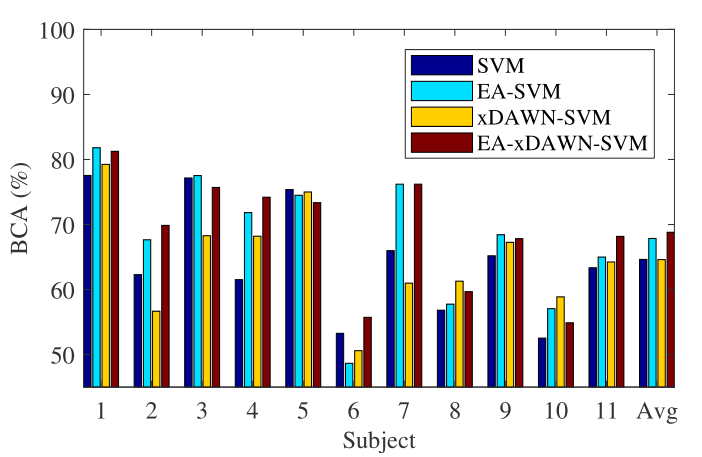 100
90
80
70
60
50
BCA (%)
SVM
EA-SVM
xDAWN-SVM
EA-xDAWN-SVM
1 2 3 4 5 6 7 8 9 10 11 Avg
Subject